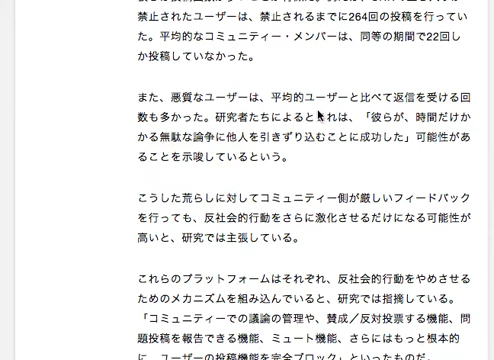 禁止されたユーザーは、禁止されるまでに264回の投稿を行ってい
た。平均的なコミュニティー・メンバーは、同等の期間で22回し
か投稿していなかった。
また、悪質なユーザーは、平均的ユーザーと比べて返信を受ける回
数も多かった。研究者たちによるとこれは、「彼らが、時間だけか
かる無駄な論争に他人を引きずり込むことに成功した」可能性があ
ることを示唆しているという。
こうした荒らしに対してコミュニティー側が厳しいフィードバック
を行っても、反社会的行動をさらに激化させるだけになる可能性が
高いと、研究では主張している。
これらのプラットフォームはそれぞれ、反社会的行動をやめさせる
ためのメカニズムを組み込んでいると、研究では指摘している。
「コミュニティーでの議論の管理や、賛成／反対投票する機能、問
題投稿を報告できる機能、ミュート機能、さらにはもっと根本的
に、ユーザーの投稿機能を完全ブロック」といったものだ。